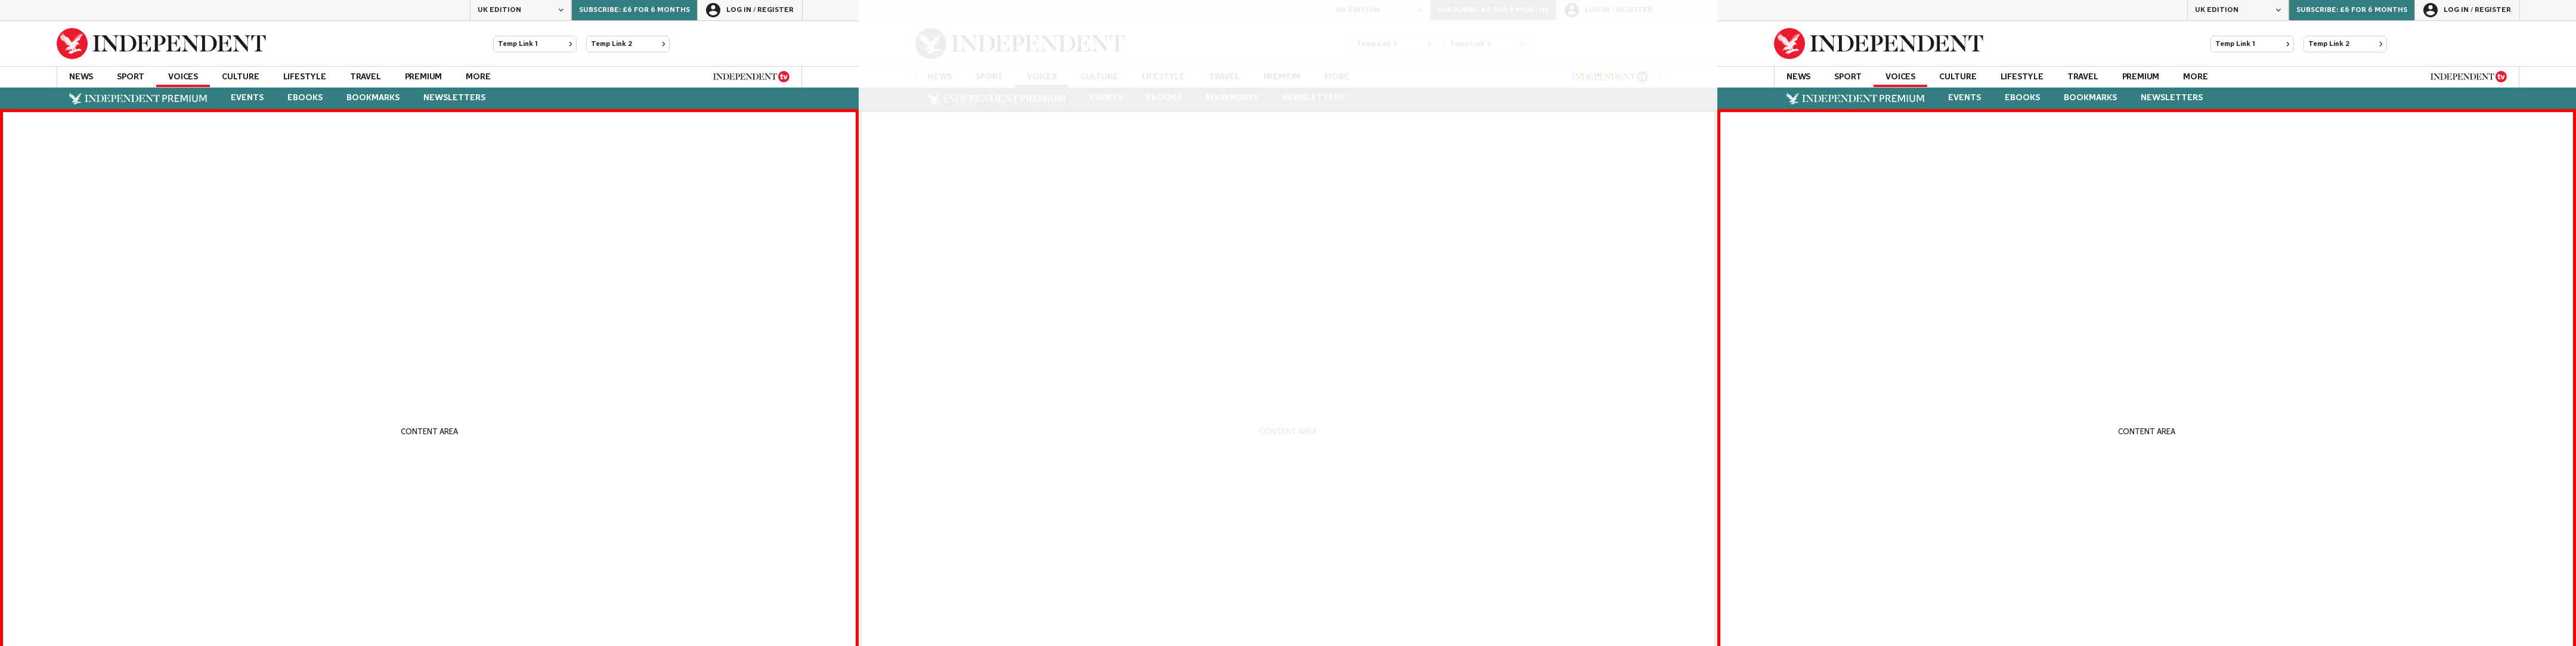 UK EDITION SUBSCRIBE: £6 FOR 6 MONTHS LOG IN / REGISTER
INDEPENDENT Temp Link 1 Temp Link 2
NEWS SPORT VOICES CULTURE LIFESTYLE TRAVEL PREMIUM MORE INDEPENDENT tv
INDEPENDENT PREMIUM EVENTS EBOOKS BOOKMARKS NEWSLETTERS
CONTENT AREA
UK EDITION SUBSCRIBE: £6 FOR 6 MONTHS LOG IN / REGISTER
INDEPENDENT Temp Link 1 Temp Link 2
NEWS SPORT VOICES CULTURE LIFESTYLE TRAVEL PREMIUM MORE INDEPENDENT tv
INDEPENDENT PREMIUM EVENTS EBOOKS BOOKMARKS NEWSLETTERS
CONTENT AREA
UK EDITION SUBSCRIBE: £6 FOR 6 MONTHS LOG IN / REGISTER
INDEPENDENT Temp Link 1 Temp Link 2
NEWS SPORT VOICES CULTURE LIFESTYLE TRAVEL PREMIUM MORE INDEPENDENT tv
INDEPENDENT PREMIUM EVENTS EBOOKS BOOKMARKS NEWSLETTERS
CONTENT AREA